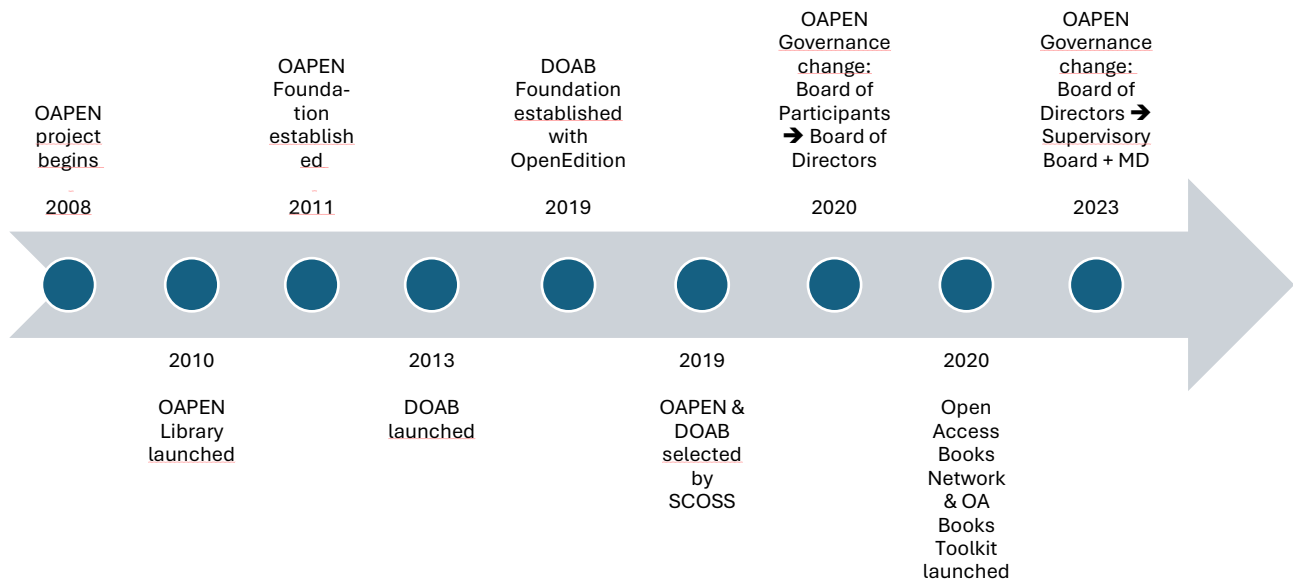 OAPEN
project
begins
2008
OAPEN
Founda-
tion
establish
ed
2011
DOAB
Foundation
established
with
OpenEdition
2019
OAPEN
Governance
change:
Board of
Participants
🡺 Board of
Directors
2020
OAPEN
Governance
change:
Board of
Directors 🡺
Supervisory
Board + MD
2023
2010
OAPEN
Library
launched
2013
DOAB
launched
2019
OAPEN &
DOAB
selected
by
SCOSS
2020
Open
Access
Books
Network
& OA
Books
Toolkit
launched